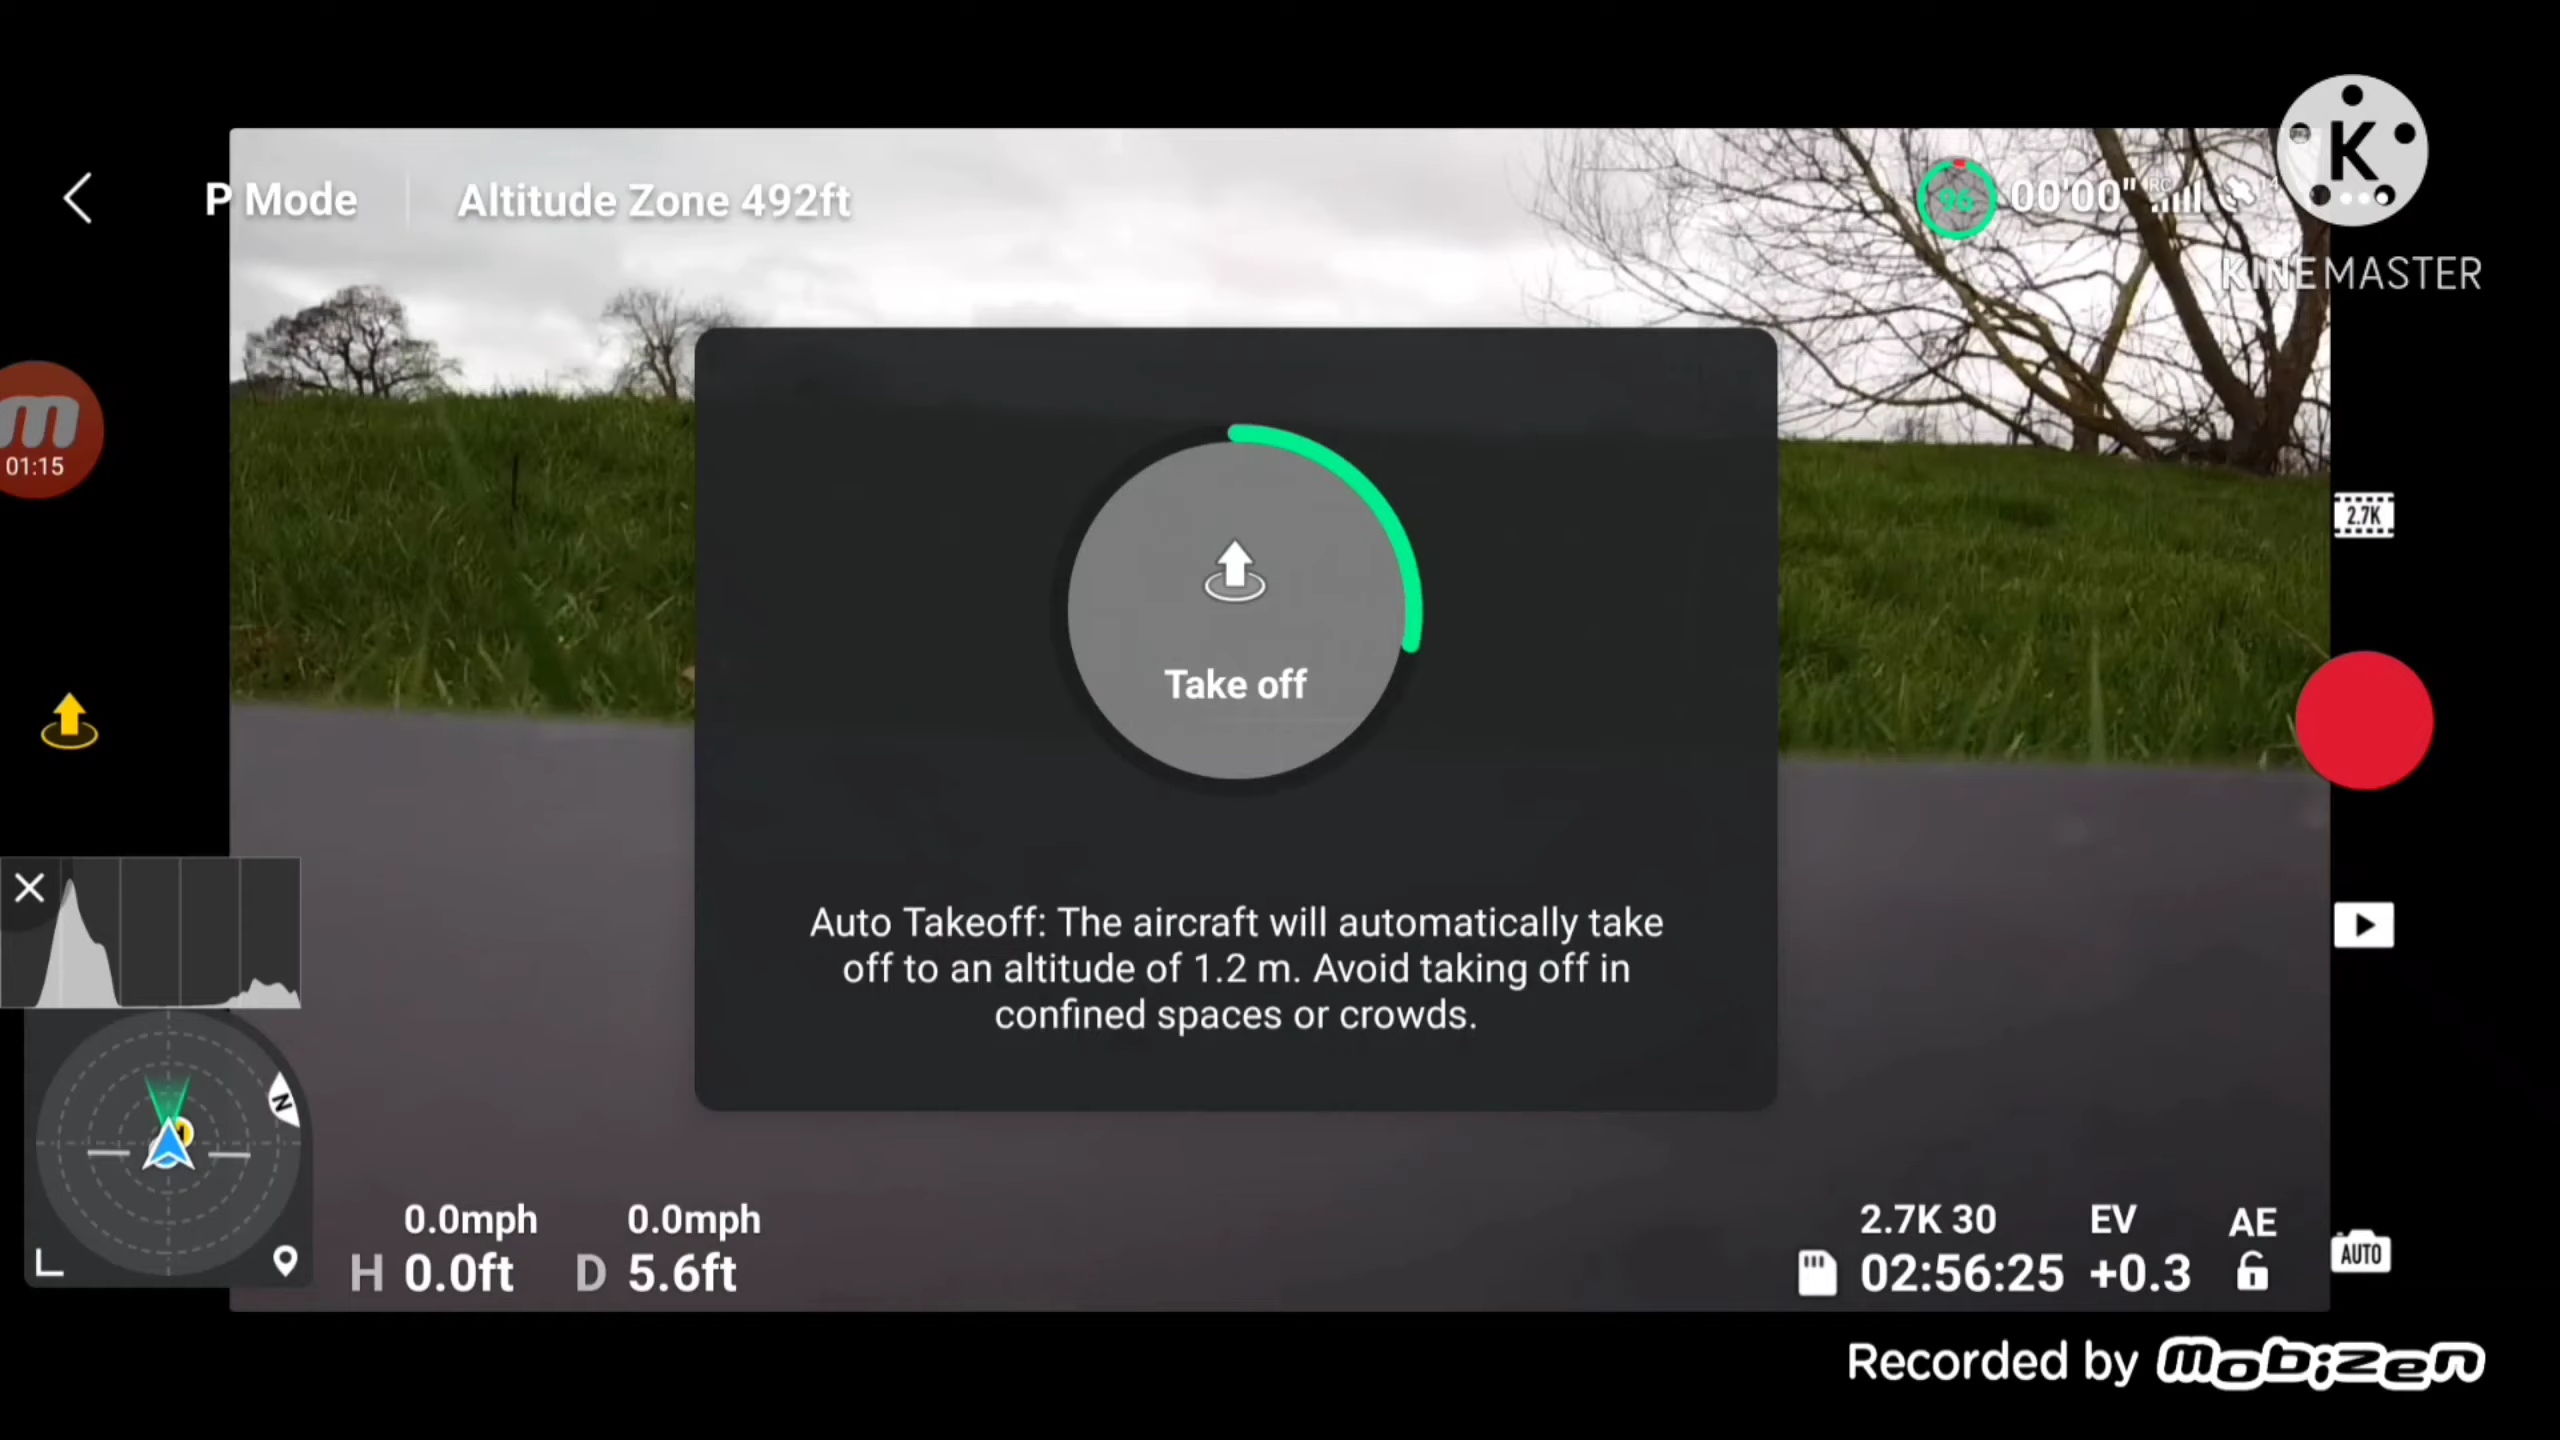 P Mode
Altitude Zone 492ft
96
00'00"
RC
14
K
KINEMASTER
m
01:15
2.7K
Take off
Auto Takeoff: The aircraft will automatically take
off to an altitude of 1.2 m. Avoid taking off in
confined spaces or crowds.
N
0.0mph
0.0mph
H 0.0ft
D 5.6ft
2.7K 30
EV
AE
02:56:25
+0.3
AUTO
Recorded by mobizen